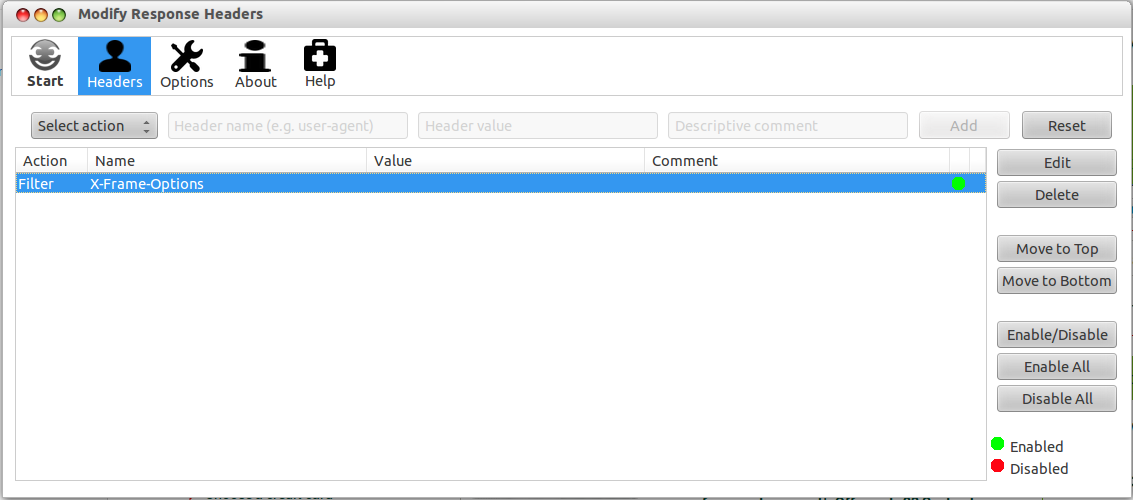 Modify Response Headers
Start
Headers
Options
About
Help
Select action
Header name (e.g. user-agent)
Header value
Descriptive comment
Add
Reset
Action Name Value Comment
Filter X-Frame-Options
Edit
Delete
Move to Top
Move to Bottom
Enable/Disable
Enable All
Disable All
Enabled
Disabled